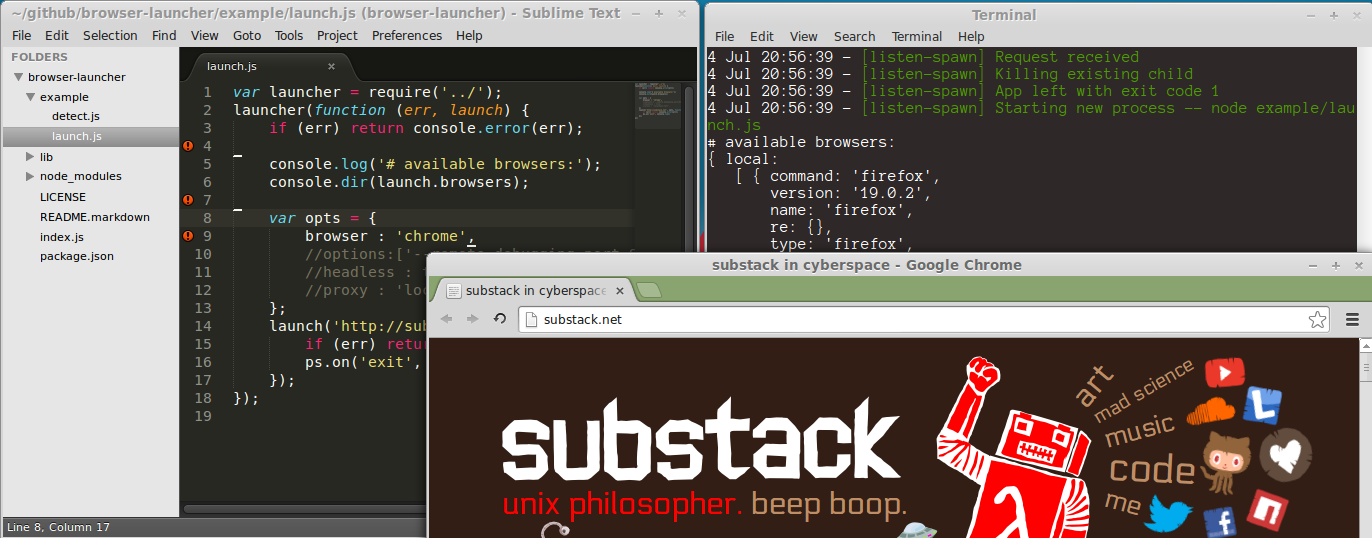 ~/github/browser-launcher/example/launch.js (browser-launcher) - Sublime Text
File Edit Selection Find View Goto Tools Project Preferences Help
FOLDERS
browser-launcher
example
detect.js
launch.js
lib
node_modules
LICENSE
README.markdown
index.js
package.json
launch.js
1 var launcher = require('../');
2 launcher(function (err, launch) {
3 if (err) return console.error(err);
4
5 console.log('# available browsers:');
6 console.dir(launch.browsers);
7
8 var opts = {
9 browser : 'chrome',
10 //options:['--remote-debugging-port
11 //headless :
12 //proxy : 'loc
13 };
14 launch('http://sub
15 if (err) retur
16 ps.on('exit',
17 });
18 });
19
Line 8, Column 17
Terminal
File Edit View Search Terminal Help
4 Jul 20:56:39 - [listen-spawn] Request received
4 Jul 20:56:39 - [listen-spawn] Killing existing child
4 Jul 20:56:39 - [listen-spawn] App left with exit code 1
4 Jul 20:56:39 - [listen-spawn] Starting new process -- node example/lau
nch.js
# available browsers:
{ local:
[ { command: 'firefox',
version: '19.0.2',
name: 'firefox',
re: {},
type: 'firefox',
substack in cyberspace - Google Chrome
substack in cyberspace
substack.net
substack
unix philosopher. beep boop.
art
mad science
music
code
me